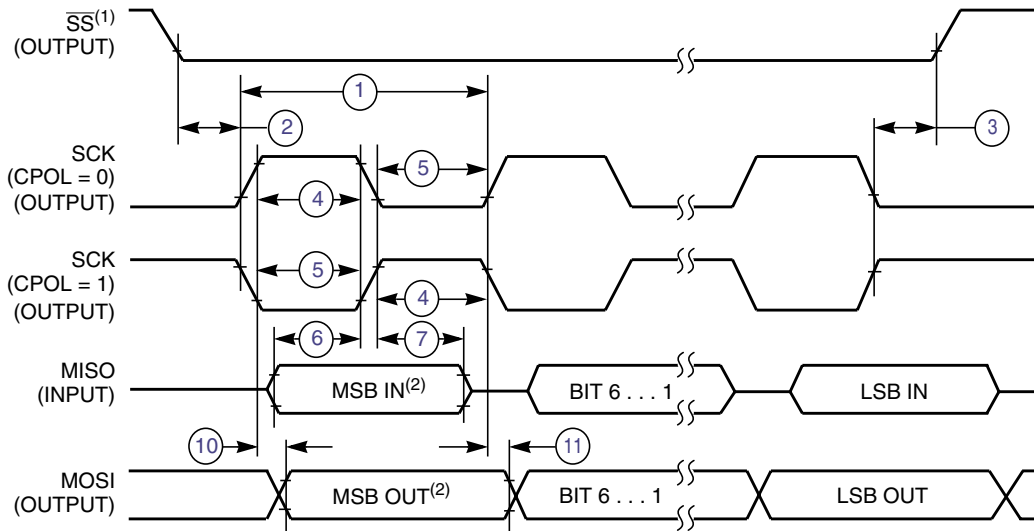 SS(1)
(OUTPUT)
1
2
3
SCK
(CPOL = 0)
(OUTPUT)
5
4
SCK
(CPOL = 1)
(OUTPUT)
5
4
6
7
MISO
(INPUT)
MSB IN(2)
BIT 6 . . . 1
LSB IN
10
11
MOSI
(OUTPUT)
MSB OUT(2)
BIT 6 . . . 1
LSB OUT